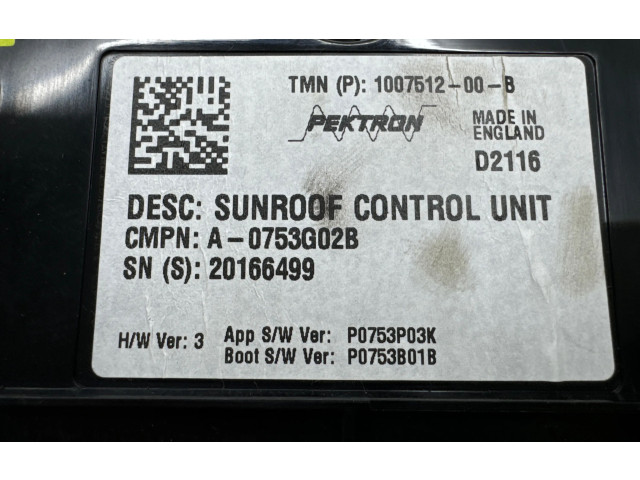 TMN (P): 1007512-00-B
PEKTRON
MADE IN
ENGLAND
D2116
DESC: SUNROOF CONTROL UNIT
CMPN: A-0753G02B
SN (S): 20166499
H/W Ver: 3 App S/W Ver: P0753P03K
Boot S/W Ver: P0753B01B